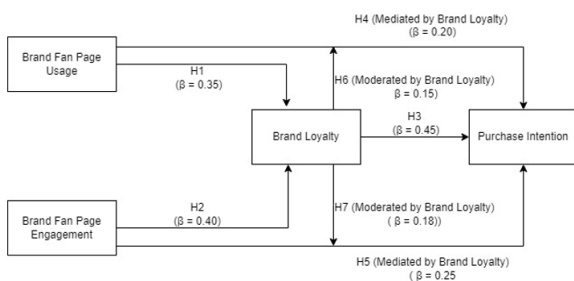 H4 (Mediated by Brand Loyalty)
(β = 0.20)
Brand Fan Page
Usage
H1
(β = 0.35)
H6 (Moderated by Brand Loyalty)
β = 0.15)
Brand Loyalty
H3
(β = 0.45)
Purchase Intention
H2
(β = 0.40)
H7 (Moderated by Brand Loyalty)
( β = 0.18))
Brand Fan Page
Engagement
H5 (Mediated by Brand Loyalty)
( β = 0.25